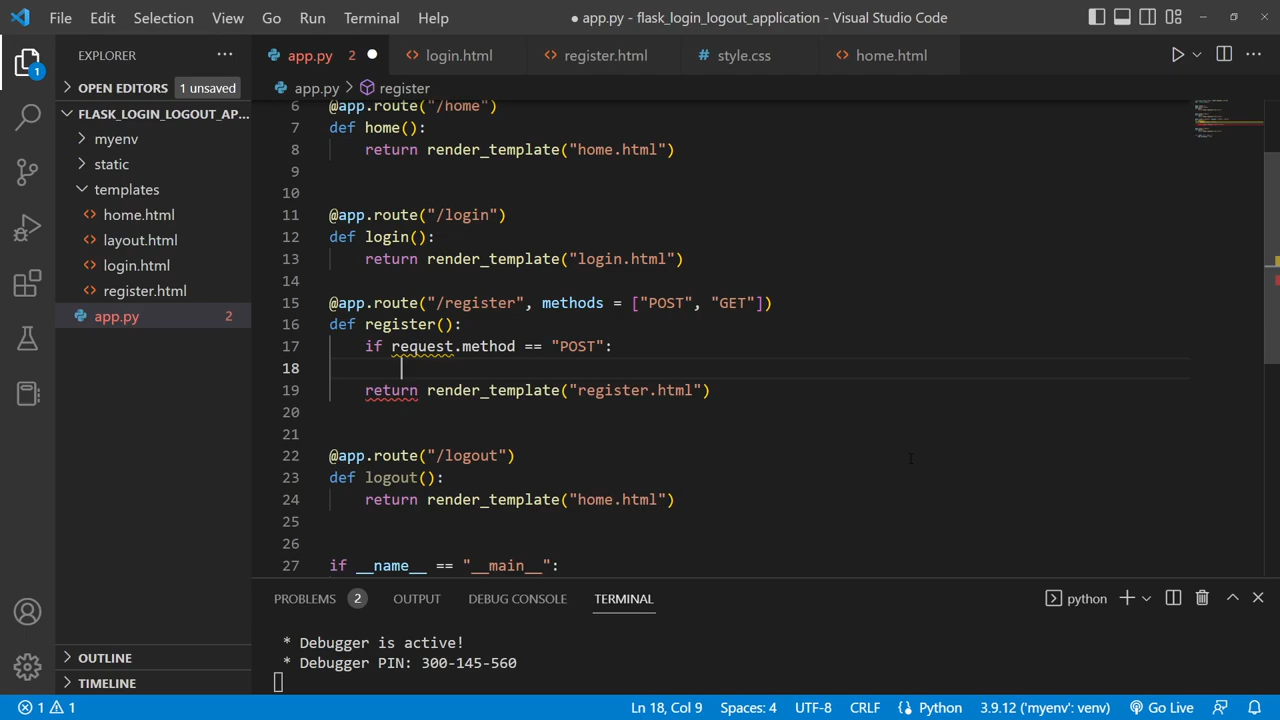 File Edit Selection View Go Run Terminal Help ● app.py - flask_login_logout_application - Visual Studio Code
EXPLORER ···
app.py 2 login.html register.html # style.css home.html
1
OPEN EDITORS 1 unsaved
app.py > register
FLASK_LOGIN_LOGOUT_AP...
myenv
static
templates
home.html
layout.html
login.html
register.html
app.py 2
6 @app.route("/home")
7 def home():
8 return render_template("home.html")
9
10
11 @app.route("/login")
12 def login():
13 return render_template("login.html")
14
15 @app.route("/register", methods = ["POST", "GET"])
16 def register():
17 if request.method == "POST":
18
19 return render_template("register.html")
20
21
22 @app.route("/logout")
23 def logout():
24 return render_template("home.html")
25
26
27 if __name__ == "__main__":
PROBLEMS 2 OUTPUT DEBUG CONSOLE TERMINAL python
* Debugger is active!
* Debugger PIN: 300-145-560
OUTLINE
TIMELINE
1 1 Ln 18, Col 9 Spaces: 4 UTF-8 CRLF Python 3.9.12 ('myenv': venv) Go Live